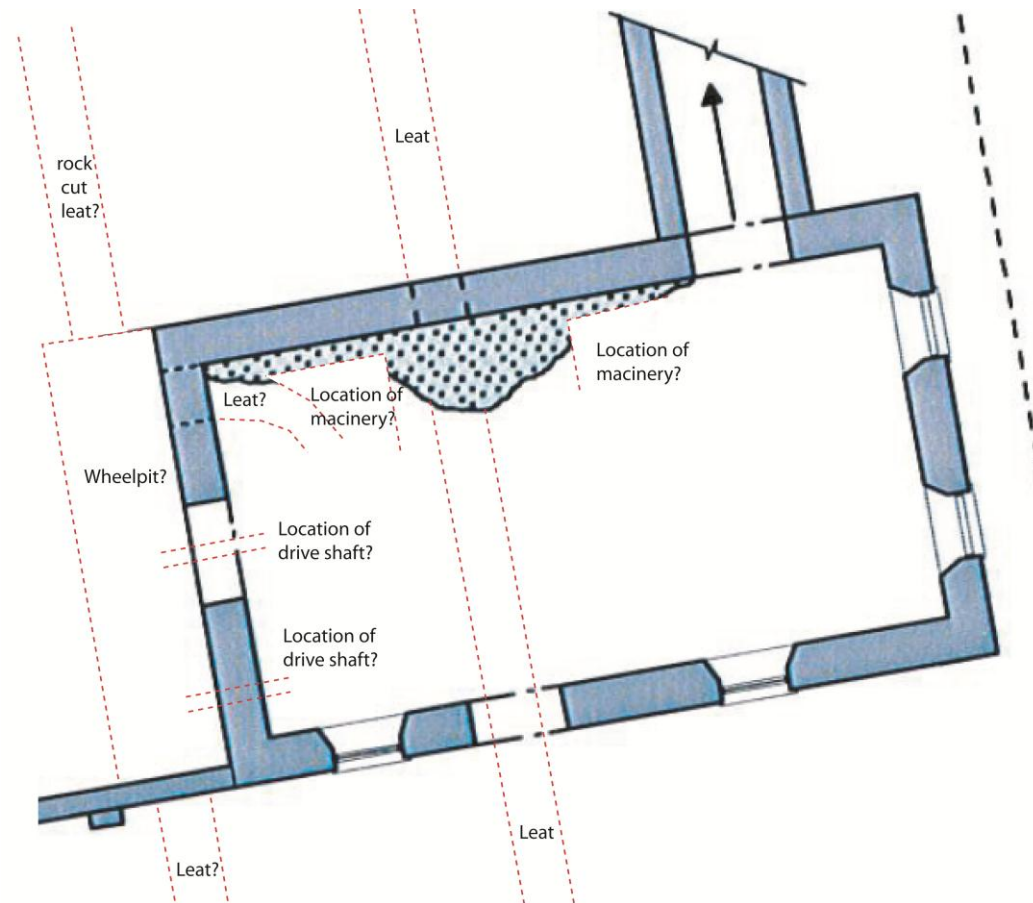 Leat
rock
cut
leat?
Location of
macinery?
Leat?
Location of
macinery?
Wheelpit?
Location of
drive shaft?
Location of
drive shaft?
Leat
Leat?